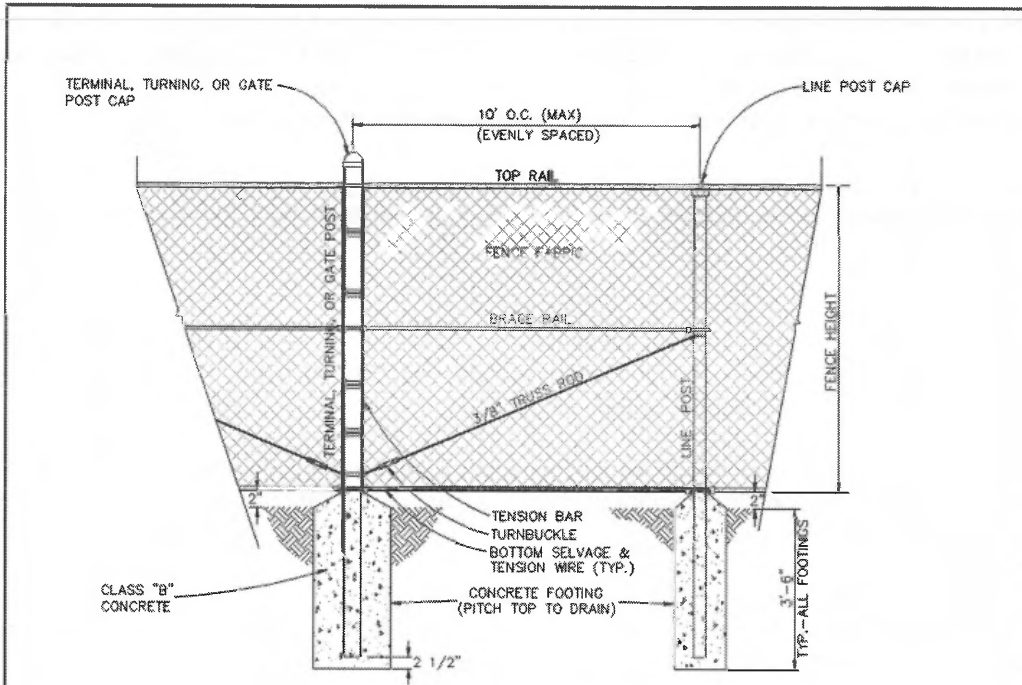 TERMINAL, TURNING, OR GATE
POST CAP
LINE POST CAP
10' O.C. (MAX)
(EVENLY SPACED)
TOP RAIL
FENCE FABRIC
TERMINAL, TURNING, OR GATE POST
BRACE RAIL
3/8" TRUSS ROD
LINE POST
FENCE HEIGHT
2"
2"
TENSION BAR
TURNBUCKLE
BOTTOM SELVAGE &
TENSION WIRE (TYP.)
CLASS "B"
CONCRETE
CONCRETE FOOTING
(PITCH TOP TO DRAIN)
3'-6"
TYP.-ALL FOOTINGS
2 1/2"